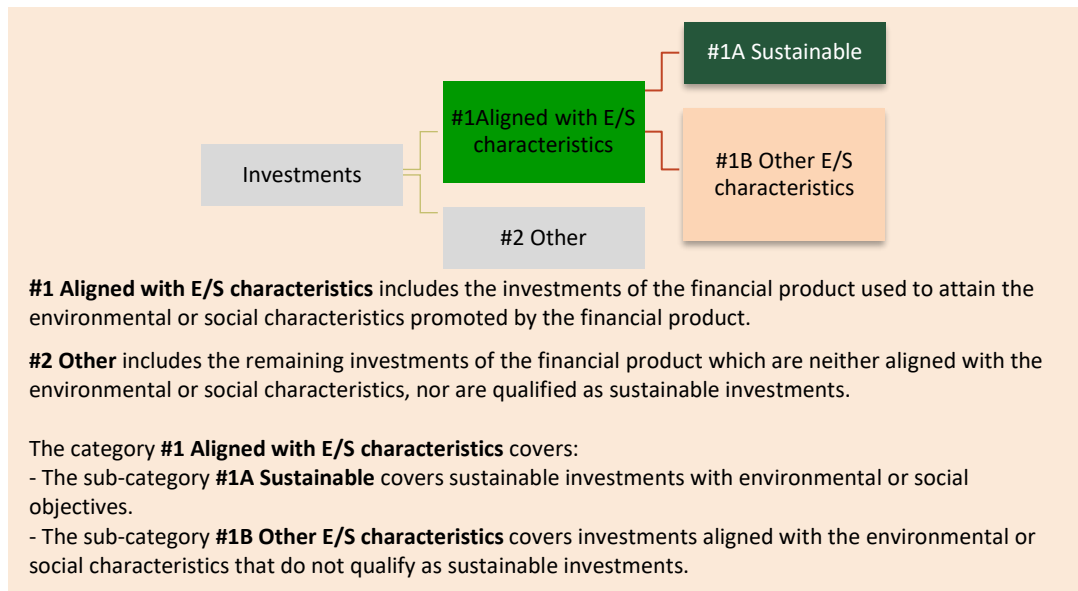 #1A Sustainable
#1Aligned with E/S
characteristics
#1B Other E/S
characteristics
Investments
#2 Other
#1 Aligned with E/S characteristics includes the investments of the financial product used to attain the
environmental or social characteristics promoted by the financial product.
#2 Other includes the remaining investments of the financial product which are neither aligned with the
environmental or social characteristics, nor are qualified as sustainable investments.
The category #1 Aligned with E/S characteristics covers:
- The sub-category #1A Sustainable covers sustainable investments with environmental or social
objectives.
- The sub-category #1B Other E/S characteristics covers investments aligned with the environmental or
social characteristics that do not qualify as sustainable investments.